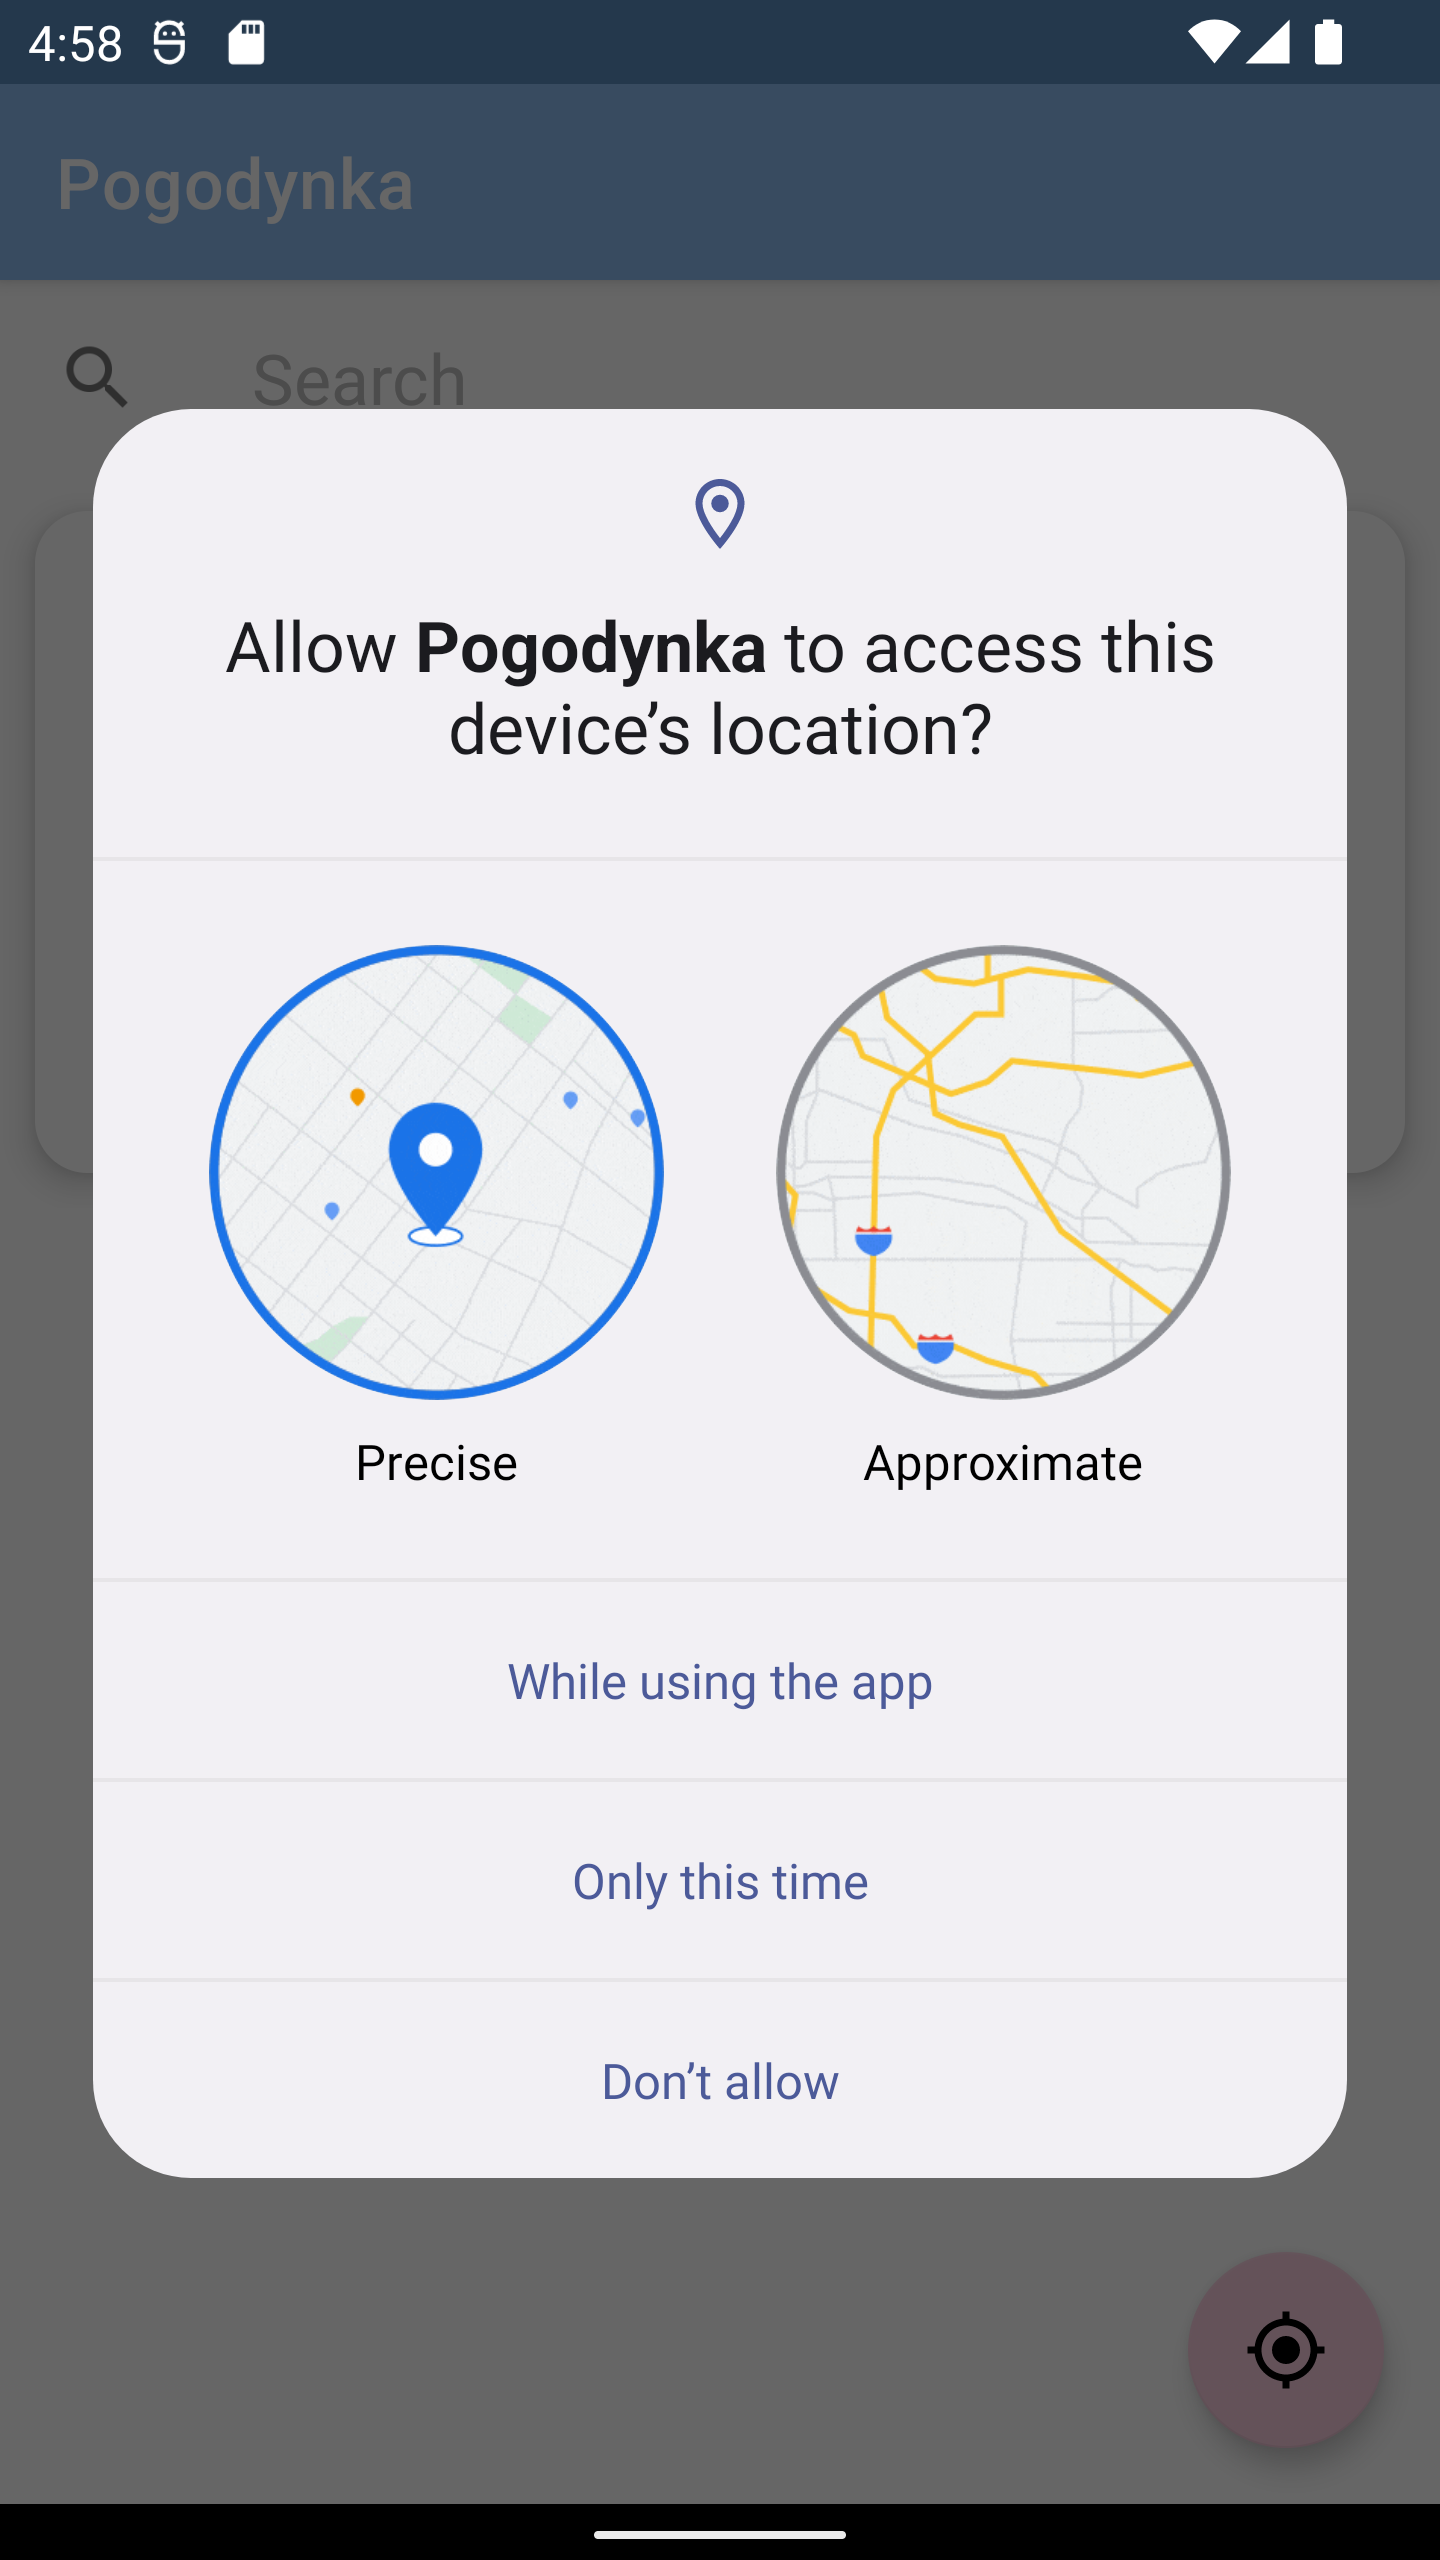 4:58
Pogodynka
Search
Allow Pogodynka to access this
device’s location?
Precise
Approximate
While using the app
Only this time
Don’t allow